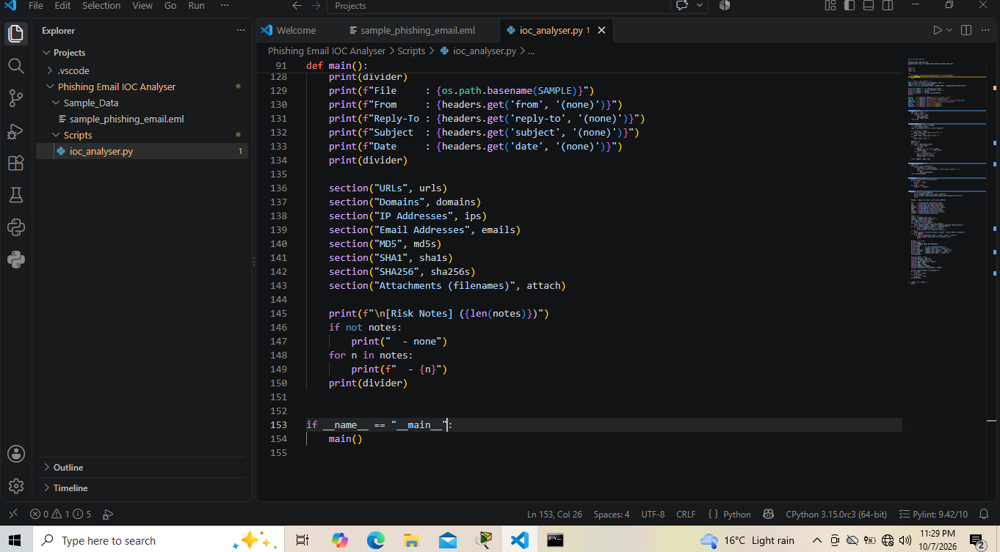 File Edit Selection View Go Run ··· Projects
Explorer ···
Welcome sample_phishing_email.eml ioc_analyser.py 1
Projects
.vscode
Phishing Email IOC Analyser
Sample_Data
sample_phishing_email.eml
Scripts
ioc_analyser.py 1
Outline
Timeline
Phishing Email IOC Analyser > Scripts > ioc_analyser.py > ...
91 def main():
128 print(divider)
129 print(f"File     : {os.path.basename(SAMPLE)}")
130 print(f"From     : {headers.get('from', '(none)')}")
131 print(f"Reply-To : {headers.get('reply-to', '(none)')}")
132 print(f"Subject  : {headers.get('subject', '(none)')}")
133 print(f"Date     : {headers.get('date', '(none)')}")
134 print(divider)
135
136 section("URLs", urls)
137 section("Domains", domains)
138 section("IP Addresses", ips)
139 section("Email Addresses", emails)
140 section("MD5", md5s)
141 section("SHA1", sha1s)
142 section("SHA256", sha256s)
143 section("Attachments (filenames)", attach)
144
145 print(f"\n[Risk Notes] ({len(notes)})")
146 if not notes:
147 print("  - none")
148 for n in notes:
149 print(f"  - {n}")
150 print(divider)
151
152
153 if __name__ == "__main__":
154 main()
155
0 1 5 Ln 153, Col 26 Spaces: 4 UTF-8 CRLF { } Python CPython 3.15.0rc3 (64-bit) Pylint: 9.42/10
Type here to search 16°C Light rain 11:29 PM
10/7/2026 2